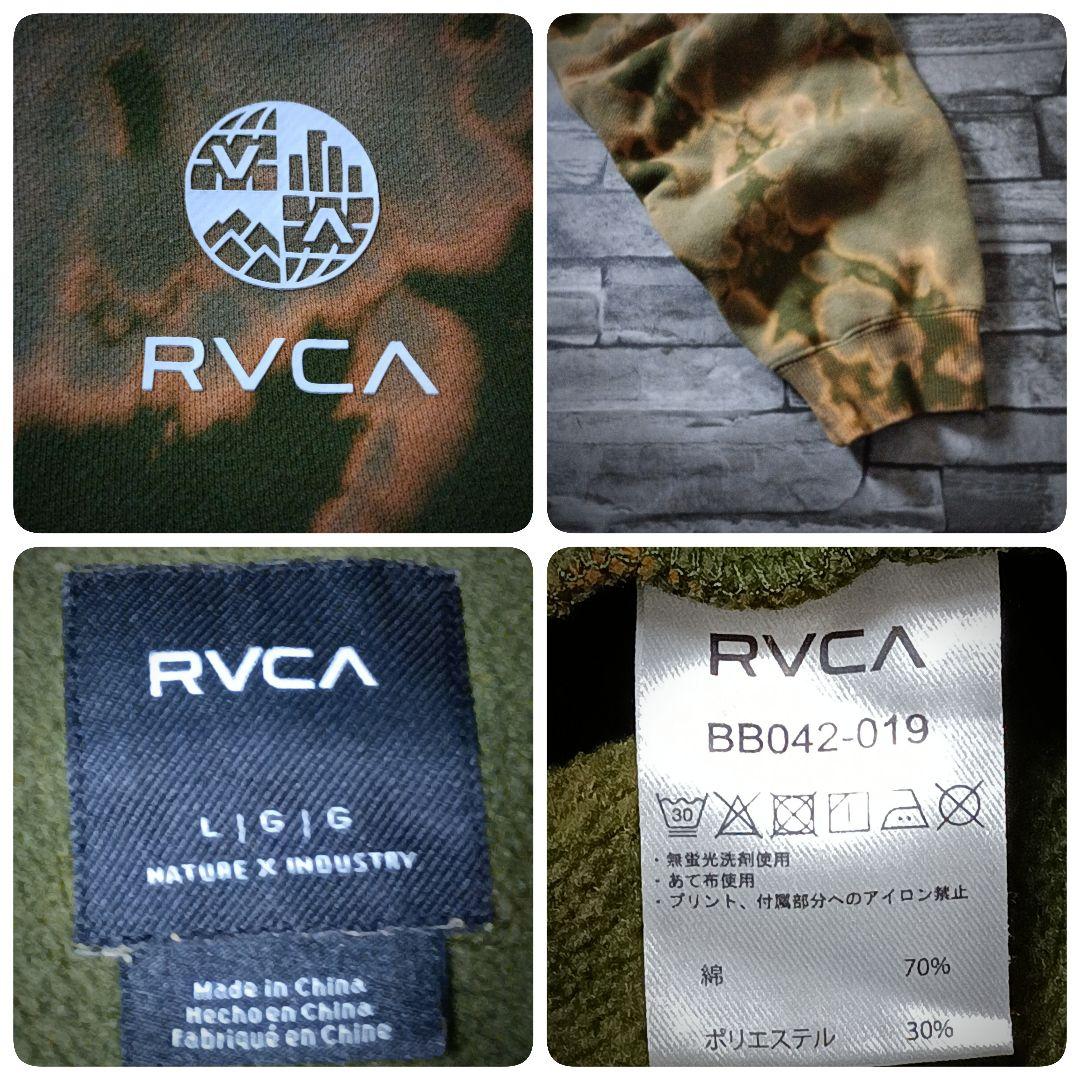 RVCA
RVCA
L | G | G
NATURE X INDUSTRY
Made in China
Hecho en China
Fabriqué en Chine
RVCA
BB042-019
30
・無蛍光洗剤使用
・あて布使用
・プリント、付属部分へのアイロン禁止
綿 70%
ポリエステル 30%